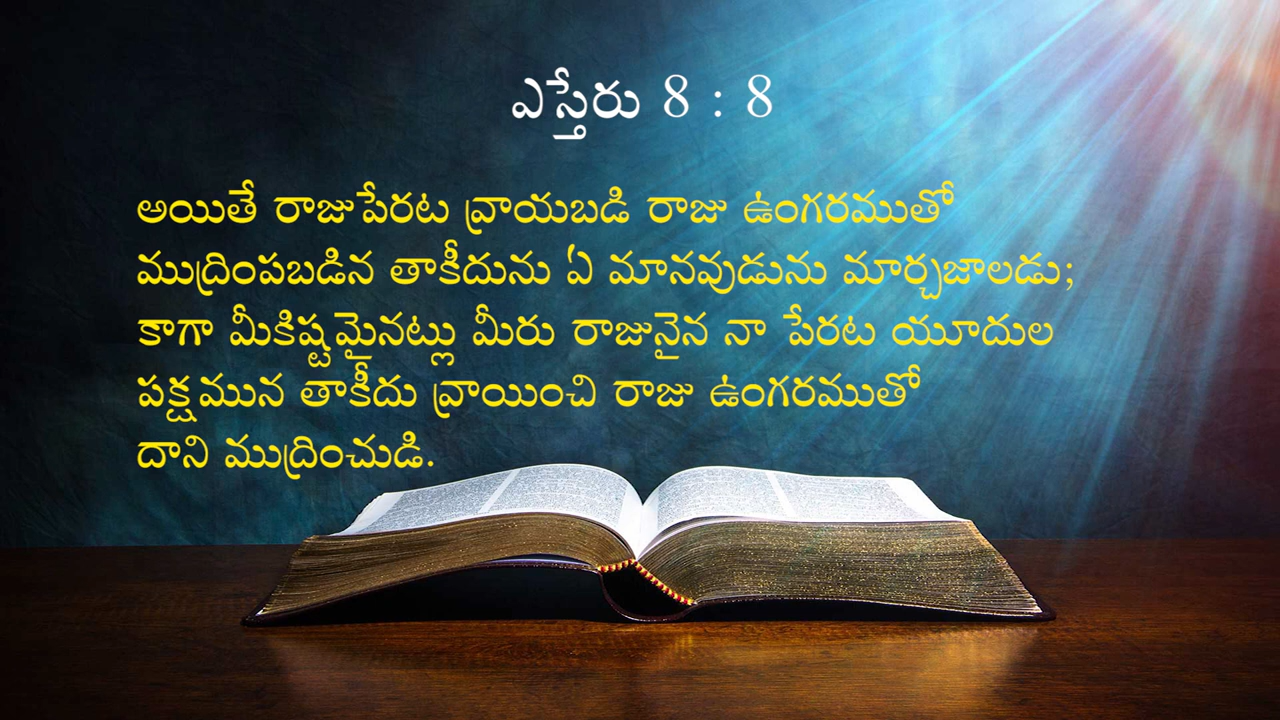 ఎస్తేరు 8 : 8
అయితే రాజుపేరట వ్రాయబడి రాజు ఉంగరముతో
ముద్రింపబడిన తాకీదును ఏ మానవుడును మార్చజాలడు;
కాగా మీకిష్టమైనట్లు మీరు రాజునైన నా పేరట యూదుల
పక్షమున తాకీదు వ్రాయించి రాజు ఉంగరముతో
దాని ముద్రించుడి.